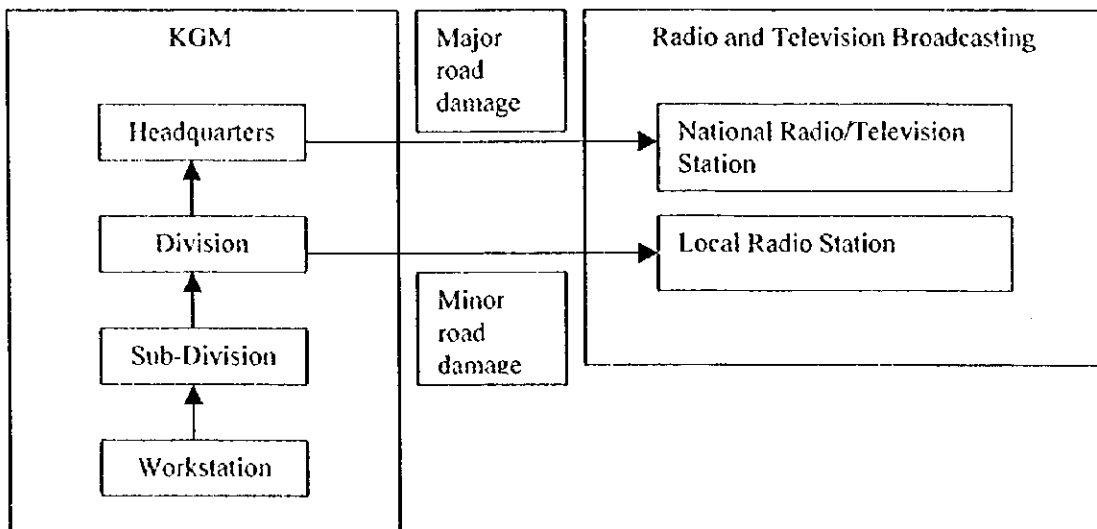 KGM
Headquarters
Division
Sub-Division
Workstation
Major
road
damage
Minor
road
damage
Radio and Television Broadcasting
National Radio/Television
Station
Local Radio Station